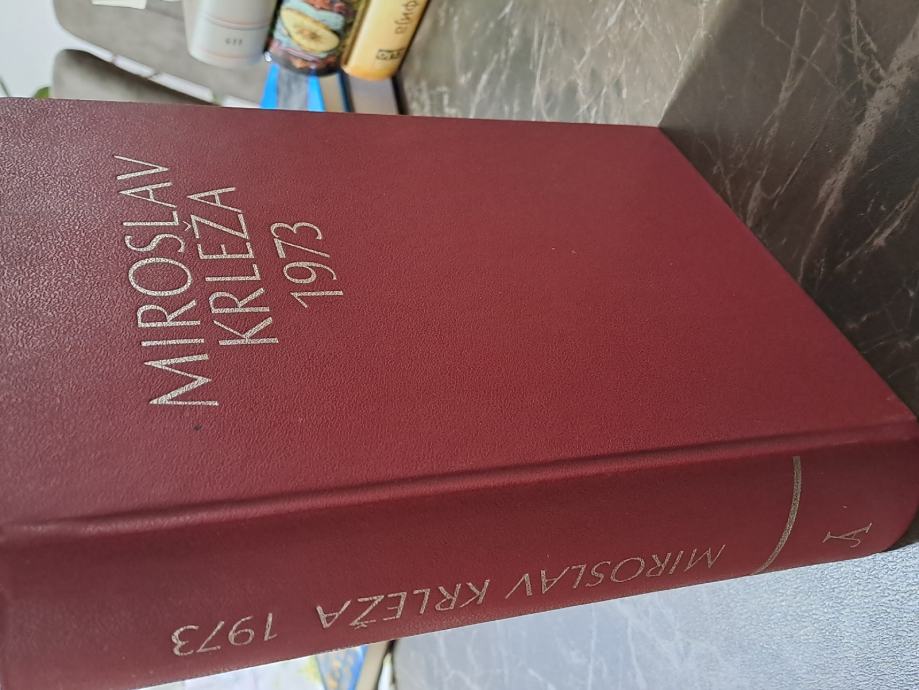 MIROSLAV
KRLEŽA
1973
MIROSLAV KRLEŽA 1973